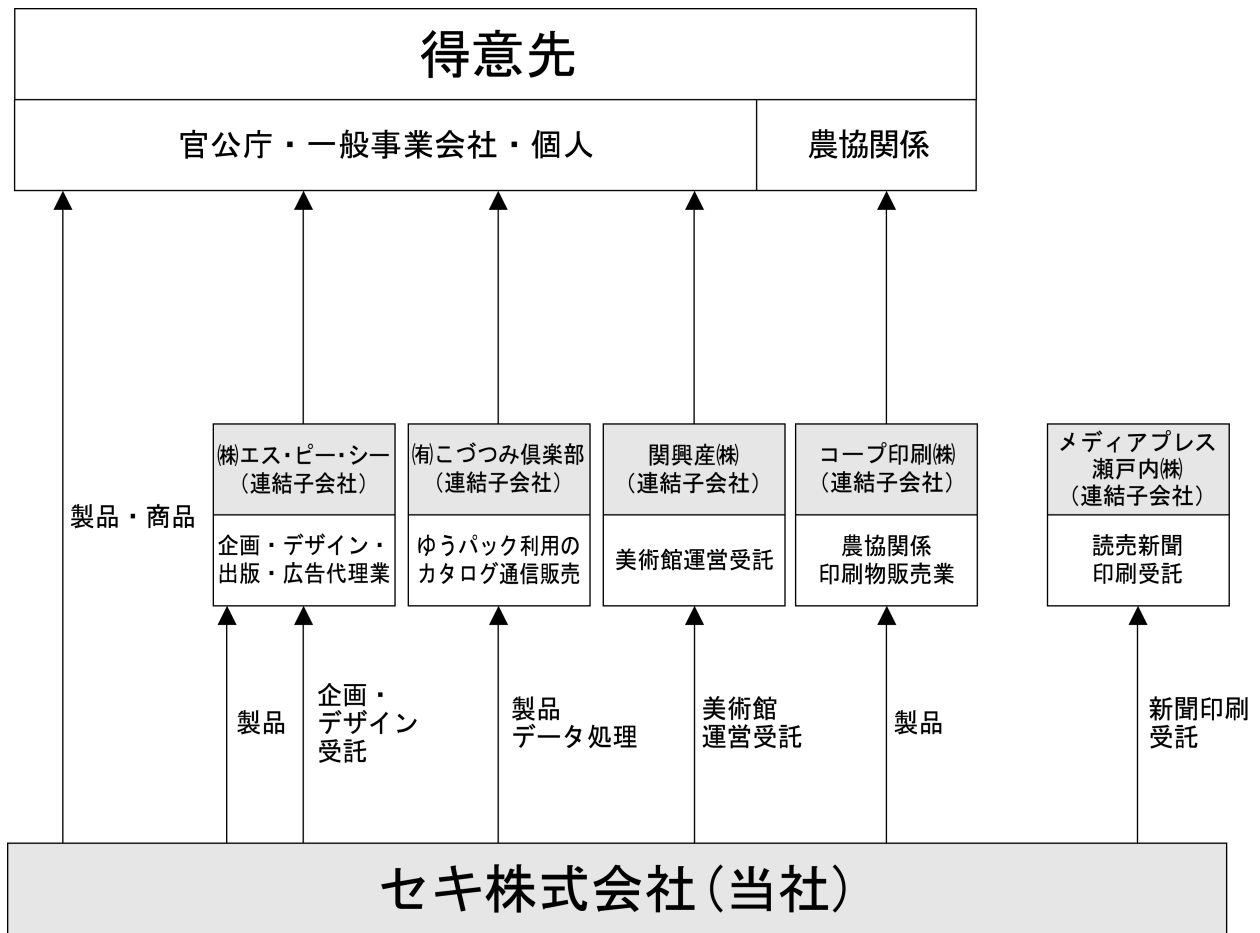 得意先
官公庁・一般事業会社・個人
農協関係
製品・商品
㈱エス・ピー・シー
（連結子会社）
企画・デザイン・
出版・広告代理業
㈲こづつみ倶楽部
（連結子会社）
ゆうパック利用の
カタログ通信販売
関興産㈱
（連結子会社）
美術館運営受託
コープ印刷㈱
（連結子会社）
農協関係
印刷物販売業
メディアプレス
瀬戸内㈱
（連結子会社）
読売新聞
印刷受託
製品
企画・
デザイン
受託
製品
データ処理
美術館
運営受託
製品
新聞印刷
受託
セキ株式会社（当社）